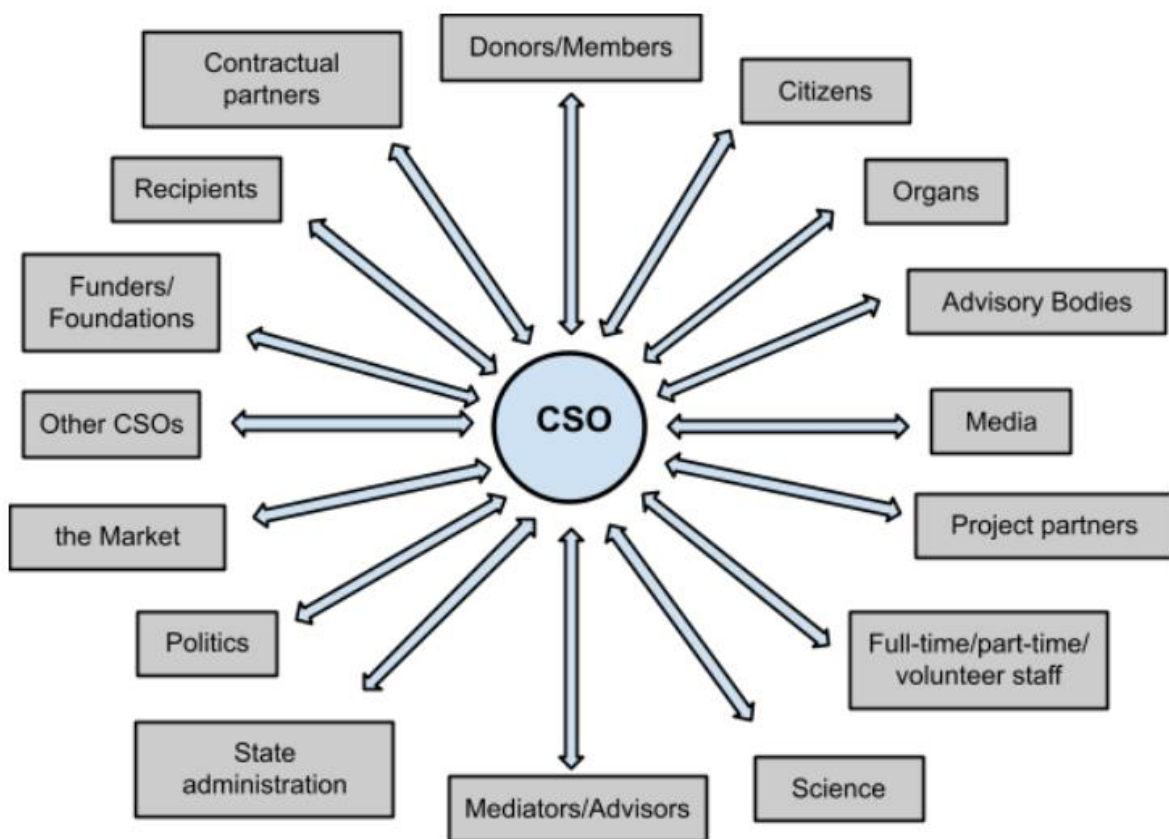 Donors/Members
Contractual
partners
Citizens
Recipients
Organs
Funders/
Foundations
Advisory Bodies
Other CSOs
CSO
Media
the Market
Project partners
Politics
Full-time/part-time/
volunteer staff
State
administration
Mediators/Advisors
Science